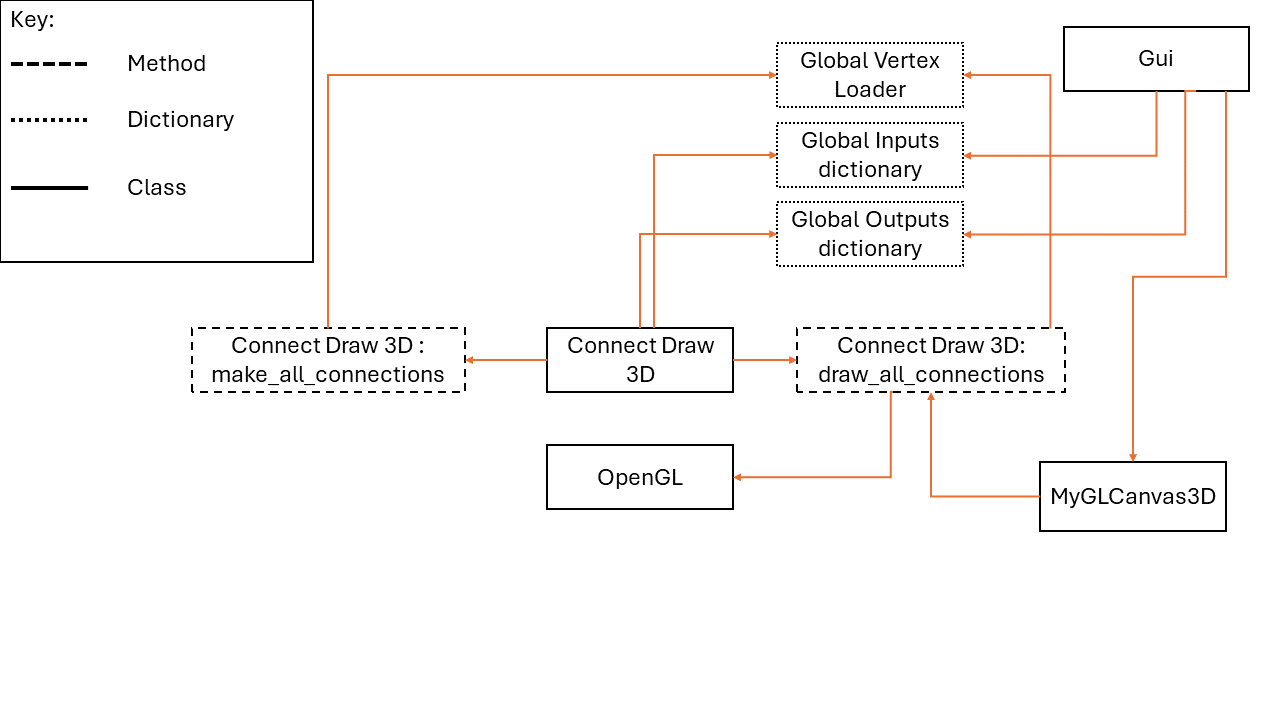 Key:
Method
Dictionary
Class
Global Vertex
Loader
Gui
Global Inputs
dictionary
Global Outputs
dictionary
Connect Draw 3D :
make_all_connections
Connect Draw
3D
Connect Draw 3D:
draw_all_connections
OpenGL
MyGLCanvas3D